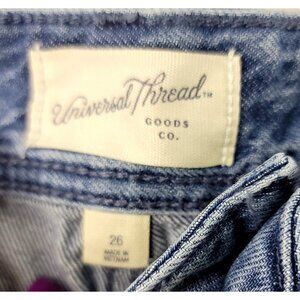 Universal Thread™
GOODS
CO.
26
MADE IN
VIETNAM